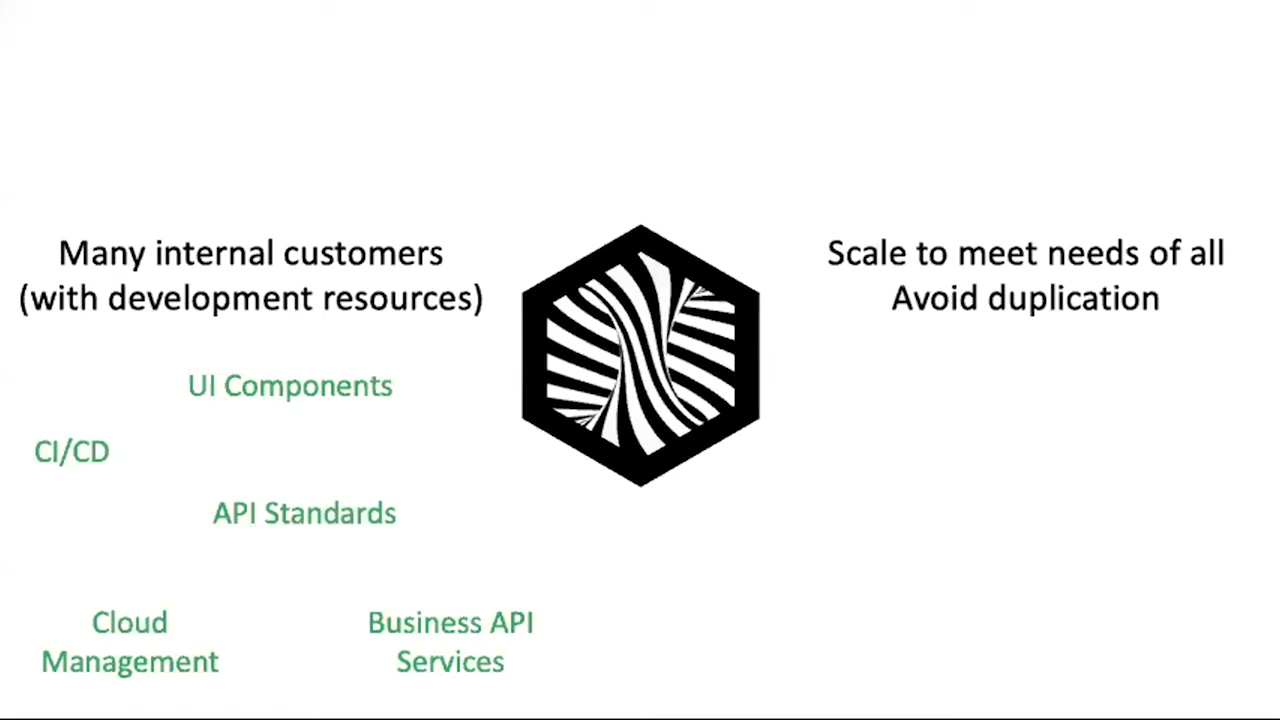 Many internal customers
(with development resources)
Scale to meet needs of all
Avoid duplication
UI Components
CI/CD
API Standards
Cloud
Management
Business API
Services